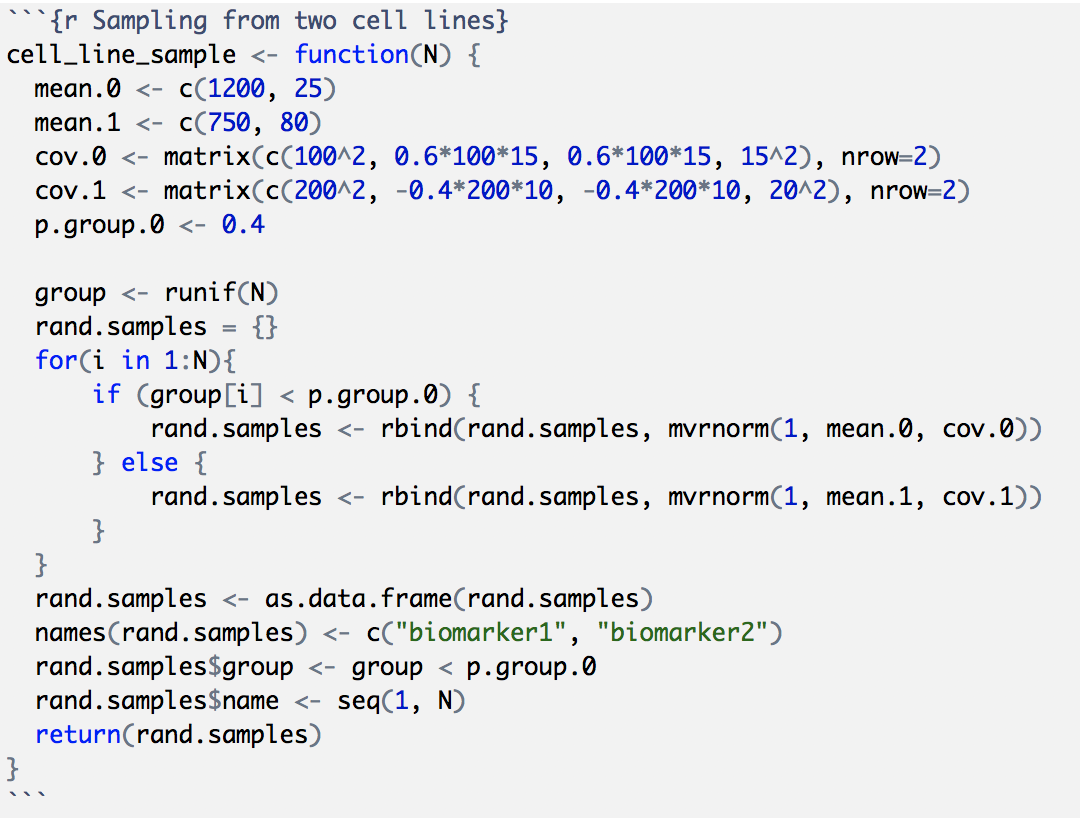 ```{r Sampling from two cell lines}
cell_line_sample <- function(N) {
  mean.0 <- c(1200, 25)
  mean.1 <- c(750, 80)
  cov.0 <- matrix(c(100^2, 0.6*100*15, 0.6*100*15, 15^2), nrow=2)
  cov.1 <- matrix(c(200^2, -0.4*200*10, -0.4*200*10, 20^2), nrow=2)
  p.group.0 <- 0.4

  group <- runif(N)
  rand.samples = {}
  for(i in 1:N){
      if (group[i] < p.group.0) {
          rand.samples <- rbind(rand.samples, mvrnorm(1, mean.0, cov.0))
      } else {
          rand.samples <- rbind(rand.samples, mvrnorm(1, mean.1, cov.1))
      }
  }
  rand.samples <- as.data.frame(rand.samples)
  names(rand.samples) <- c("biomarker1", "biomarker2")
  rand.samples$group <- group < p.group.0
  rand.samples$name <- seq(1, N)
  return(rand.samples)
}
```